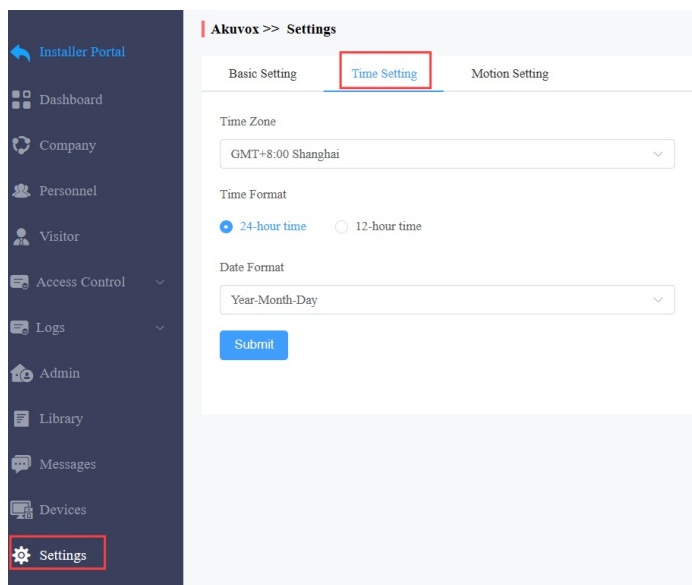 Akuvox >> Settings
Installer Portal
Dashboard
Company
Personnel
Visitor
Access Control
Logs
Admin
Library
Messages
Devices
Settings
Basic Setting
Time Setting
Motion Setting
Time Zone
GMT+8:00 Shanghai
Time Format
24-hour time
12-hour time
Date Format
Year-Month-Day
Submit